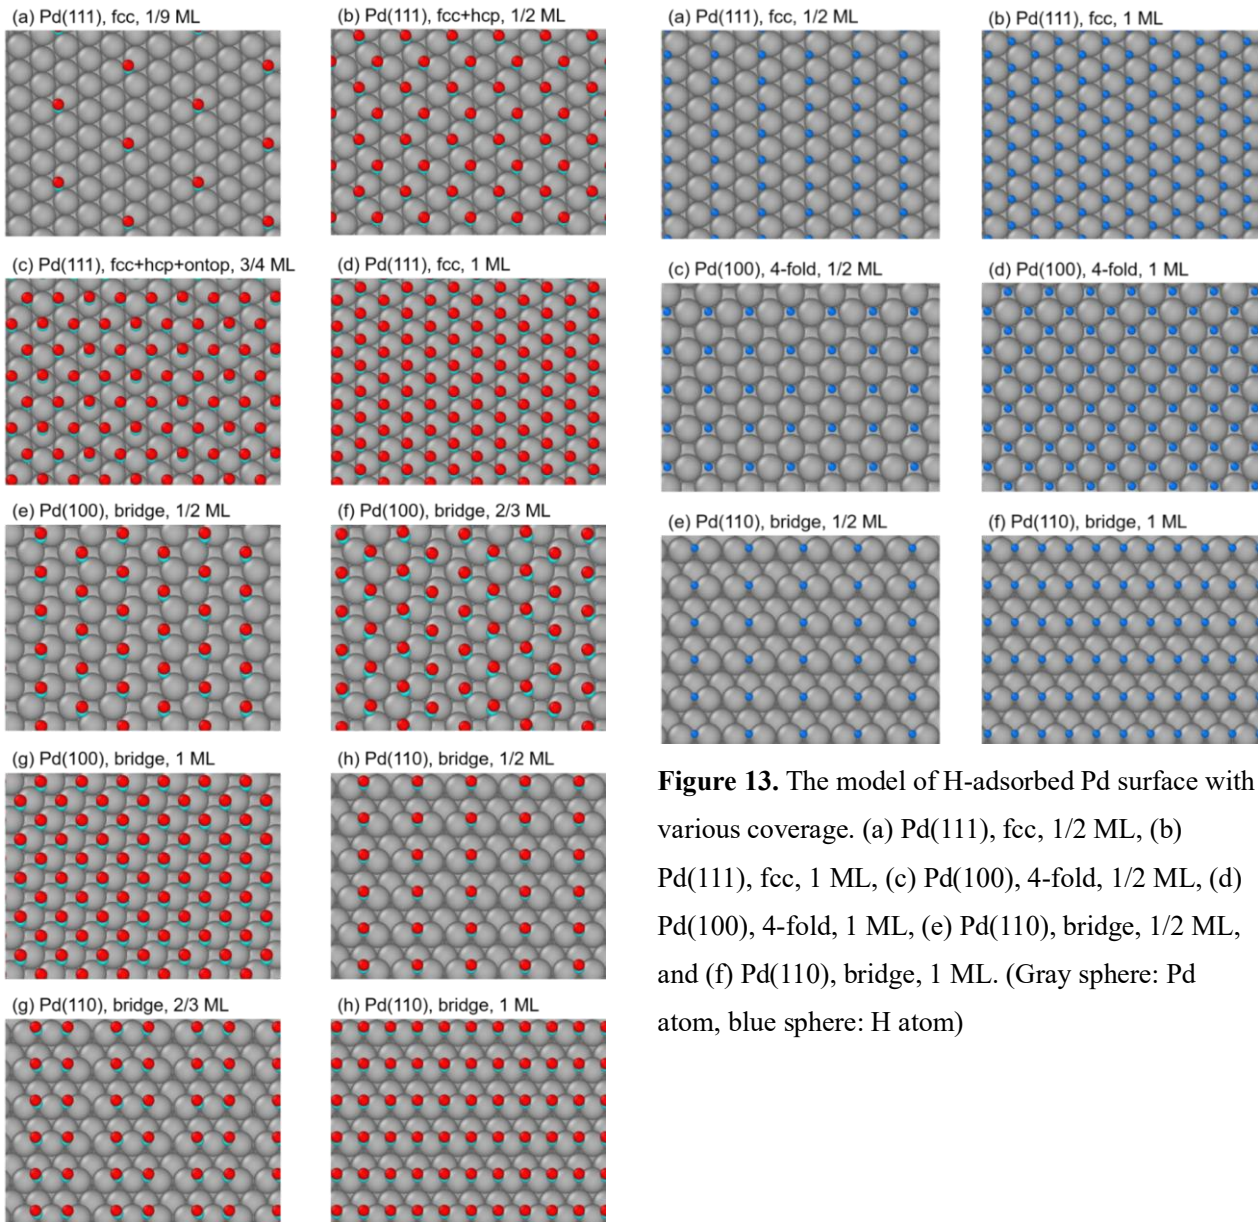 (a) Pd(111), fcc, 1/9 ML
(b) Pd(111), fcc+hcp, 1/2 ML
(c) Pd(111), fcc+hcp+ontop, 3/4 ML
(d) Pd(111), fcc, 1 ML
(e) Pd(100), bridge, 1/2 ML
(f) Pd(100), bridge, 2/3 ML
(g) Pd(100), bridge, 1 ML
(h) Pd(110), bridge, 1/2 ML
(g) Pd(110), bridge, 2/3 ML
(h) Pd(110), bridge, 1 ML
(a) Pd(111), fcc, 1/2 ML
(b) Pd(111), fcc, 1 ML
(c) Pd(100), 4-fold, 1/2 ML
(d) Pd(100), 4-fold, 1 ML
(e) Pd(110), bridge, 1/2 ML
(f) Pd(110), bridge, 1 ML
Figure 13. The model of H-adsorbed Pd surface with
various coverage. (a) Pd(111), fcc, 1/2 ML, (b)
Pd(111), fcc, 1 ML, (c) Pd(100), 4-fold, 1/2 ML, (d)
Pd(100), 4-fold, 1 ML, (e) Pd(110), bridge, 1/2 ML,
and (f) Pd(110), bridge, 1 ML. (Gray sphere: Pd
atom, blue sphere: H atom)